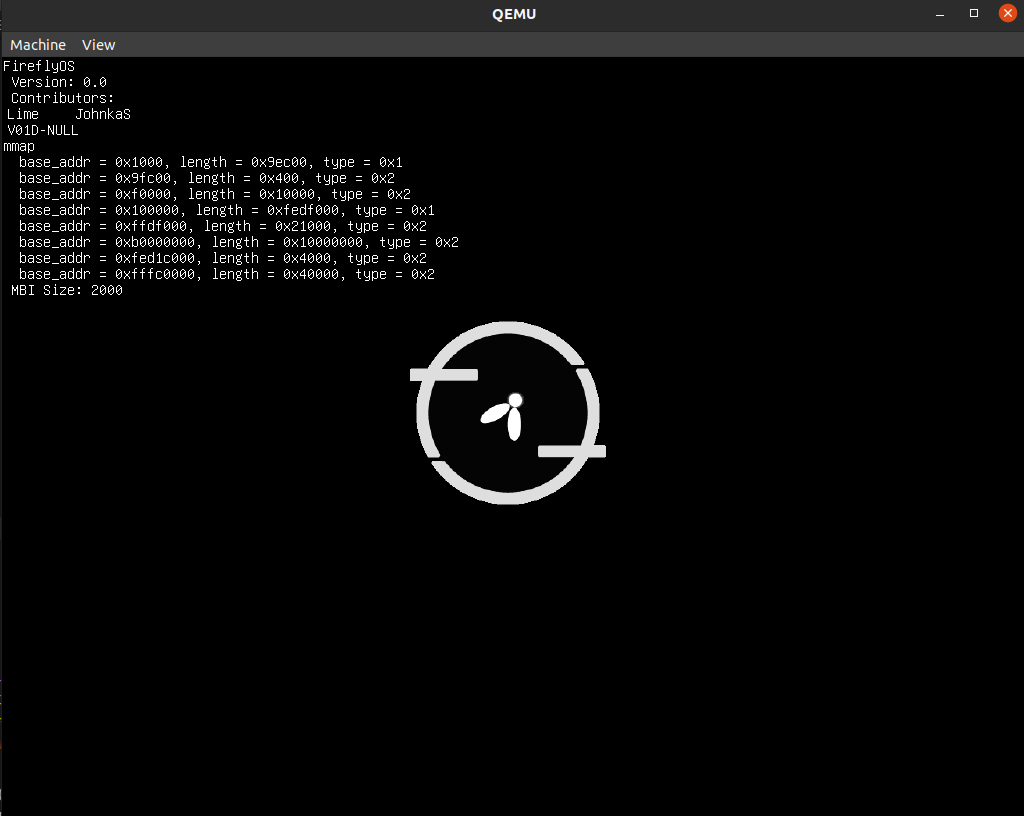 QEMU
Machine View
FireflyOS
Version: 0.0
Contributors:
Lime JohnkaS
V01D-NULL
mmap
base_addr = 0x1000, length = 0x9ec00, type = 0x1
base_addr = 0x9fc00, length = 0x400, type = 0x2
base_addr = 0xf0000, length = 0x10000, type = 0x2
base_addr = 0x100000, length = 0xfedf000, type = 0x1
base_addr = 0xffdf000, length = 0x21000, type = 0x2
base_addr = 0xb0000000, length = 0x10000000, type = 0x2
base_addr = 0xfed1c000, length = 0x4000, type = 0x2
base_addr = 0xfffc0000, length = 0x40000, type = 0x2
MBI Size: 2000